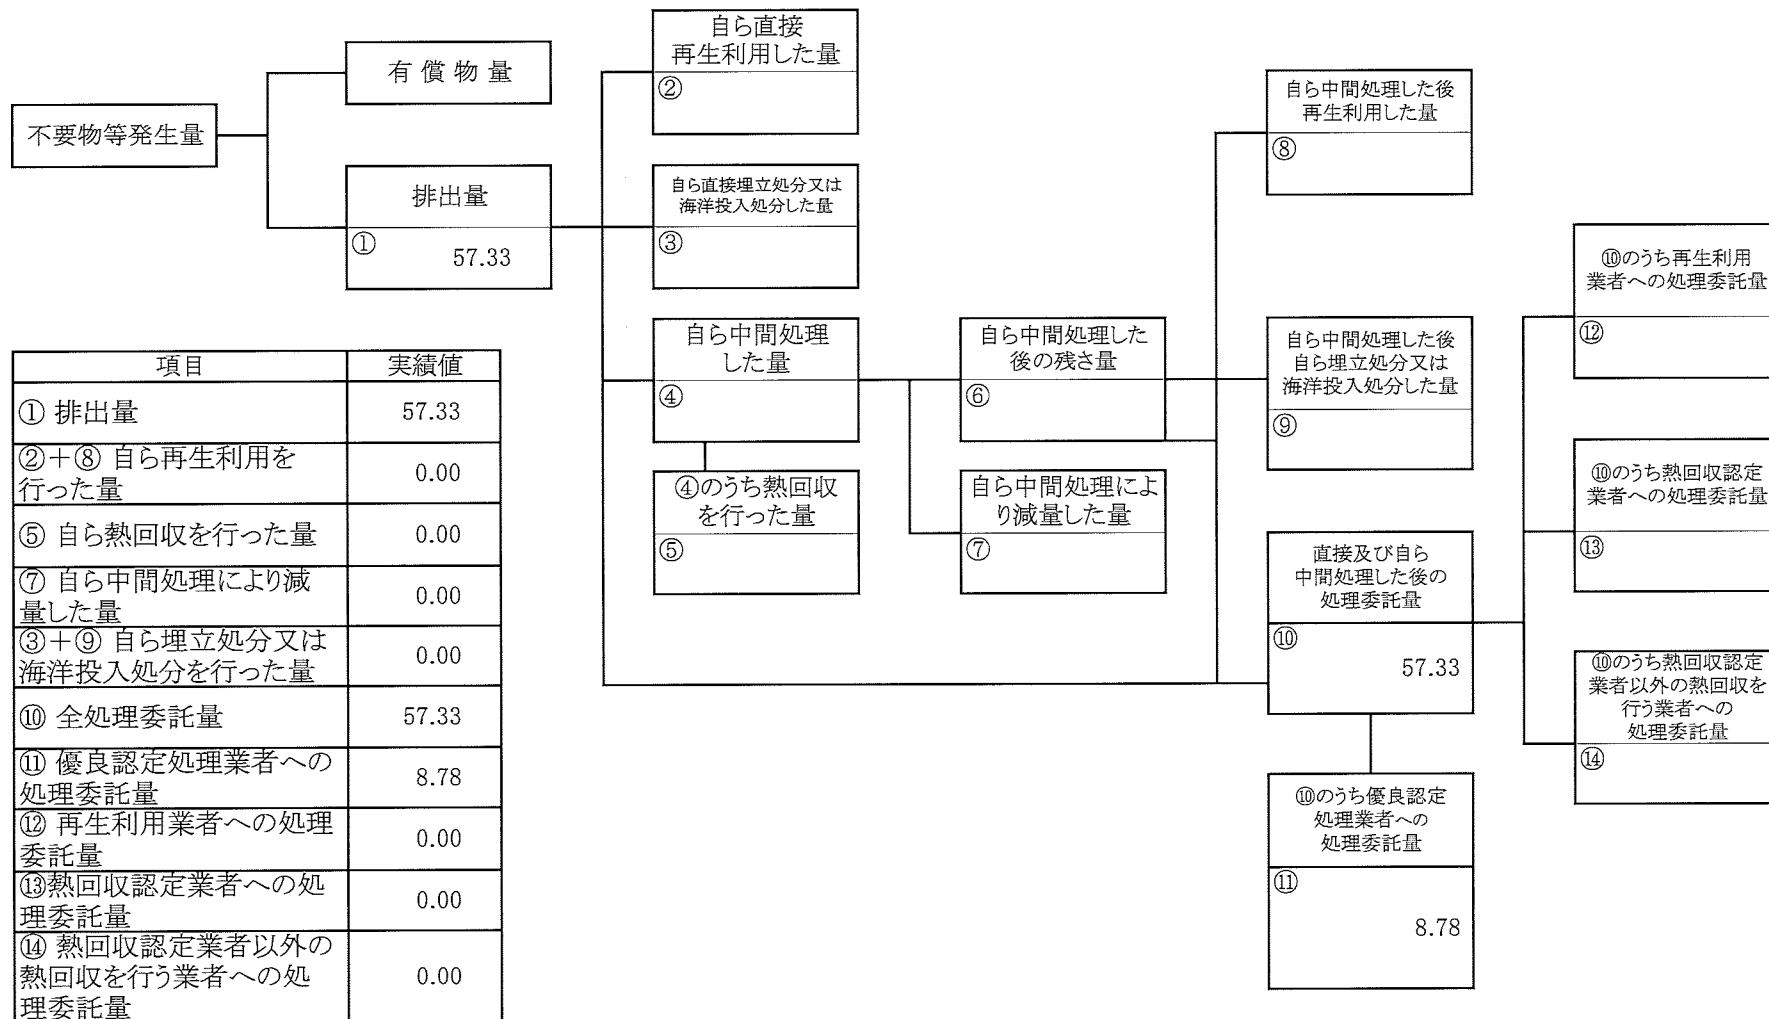 不要物等発生量
有償物量
排出量
①
57.33
自ら直接
再生利用した量
②
自ら直接埋立処分又は
海洋投入処分した量
③
自ら中間処理
した量
④
④のうち熱回収
を行った量
⑤
自ら中間処理した
後の残さ量
⑥
自ら中間処理によ
り減量した量
⑦
自ら中間処理した後
再生利用した量
⑧
自ら中間処理した後
自ら埋立処分又は
海洋投入処分した量
⑨
直接及び自ら
中間処理した後の
処理委託量
⑩
57.33
⑩のうち優良認定
処理業者への
処理委託量
⑪
8.78
⑩のうち再生利用
業者への処理委託量
⑫
⑩のうち熱回収認定
業者への処理委託量
⑬
⑩のうち熱回収認定
業者以外の熱回収を
行う業者への
処理委託量
⑭
項目 実績値
① 排出量 57.33
②+⑧ 自ら再生利用を
行った量 0.00
⑤ 自ら熱回収を行った量 0.00
⑦ 自ら中間処理により減
量した量 0.00
③+⑨ 自ら埋立処分又は
海洋投入処分を行った量 0.00
⑩ 全処理委託量 57.33
⑪ 優良認定処理業者への
処理委託量 8.78
⑫ 再生利用業者への処理
委託量 0.00
⑬熱回収認定業者への処
理委託量 0.00
⑭ 熱回収認定業者以外の
熱回収を行う業者への処
理委託量 0.00